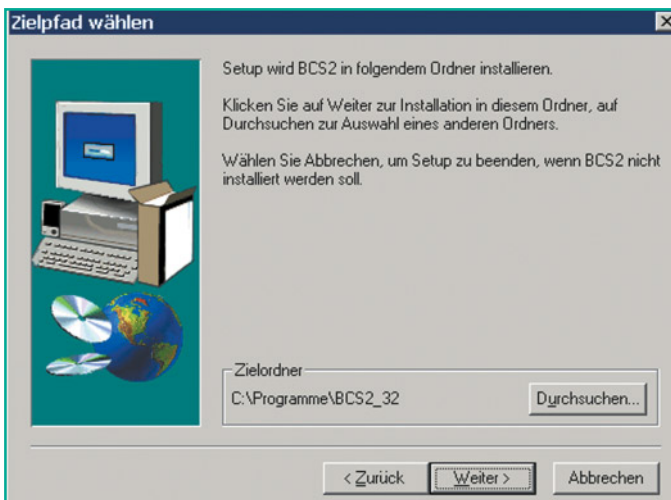 Zielpfad wählen
Setup wird BCS2 in folgendem Ordner installieren.
Klicken Sie auf Weiter zur Installation in diesem Ordner, auf
Durchsuchen zur Auswahl eines anderen Ordners.
Wählen Sie Abbrechen, um Setup zu beenden, wenn BCS2 nicht
installiert werden soll.
Zielordner
C:\Programme\BCS2_32
Durchsuchen...
< Zurück Weiter > Abbrechen